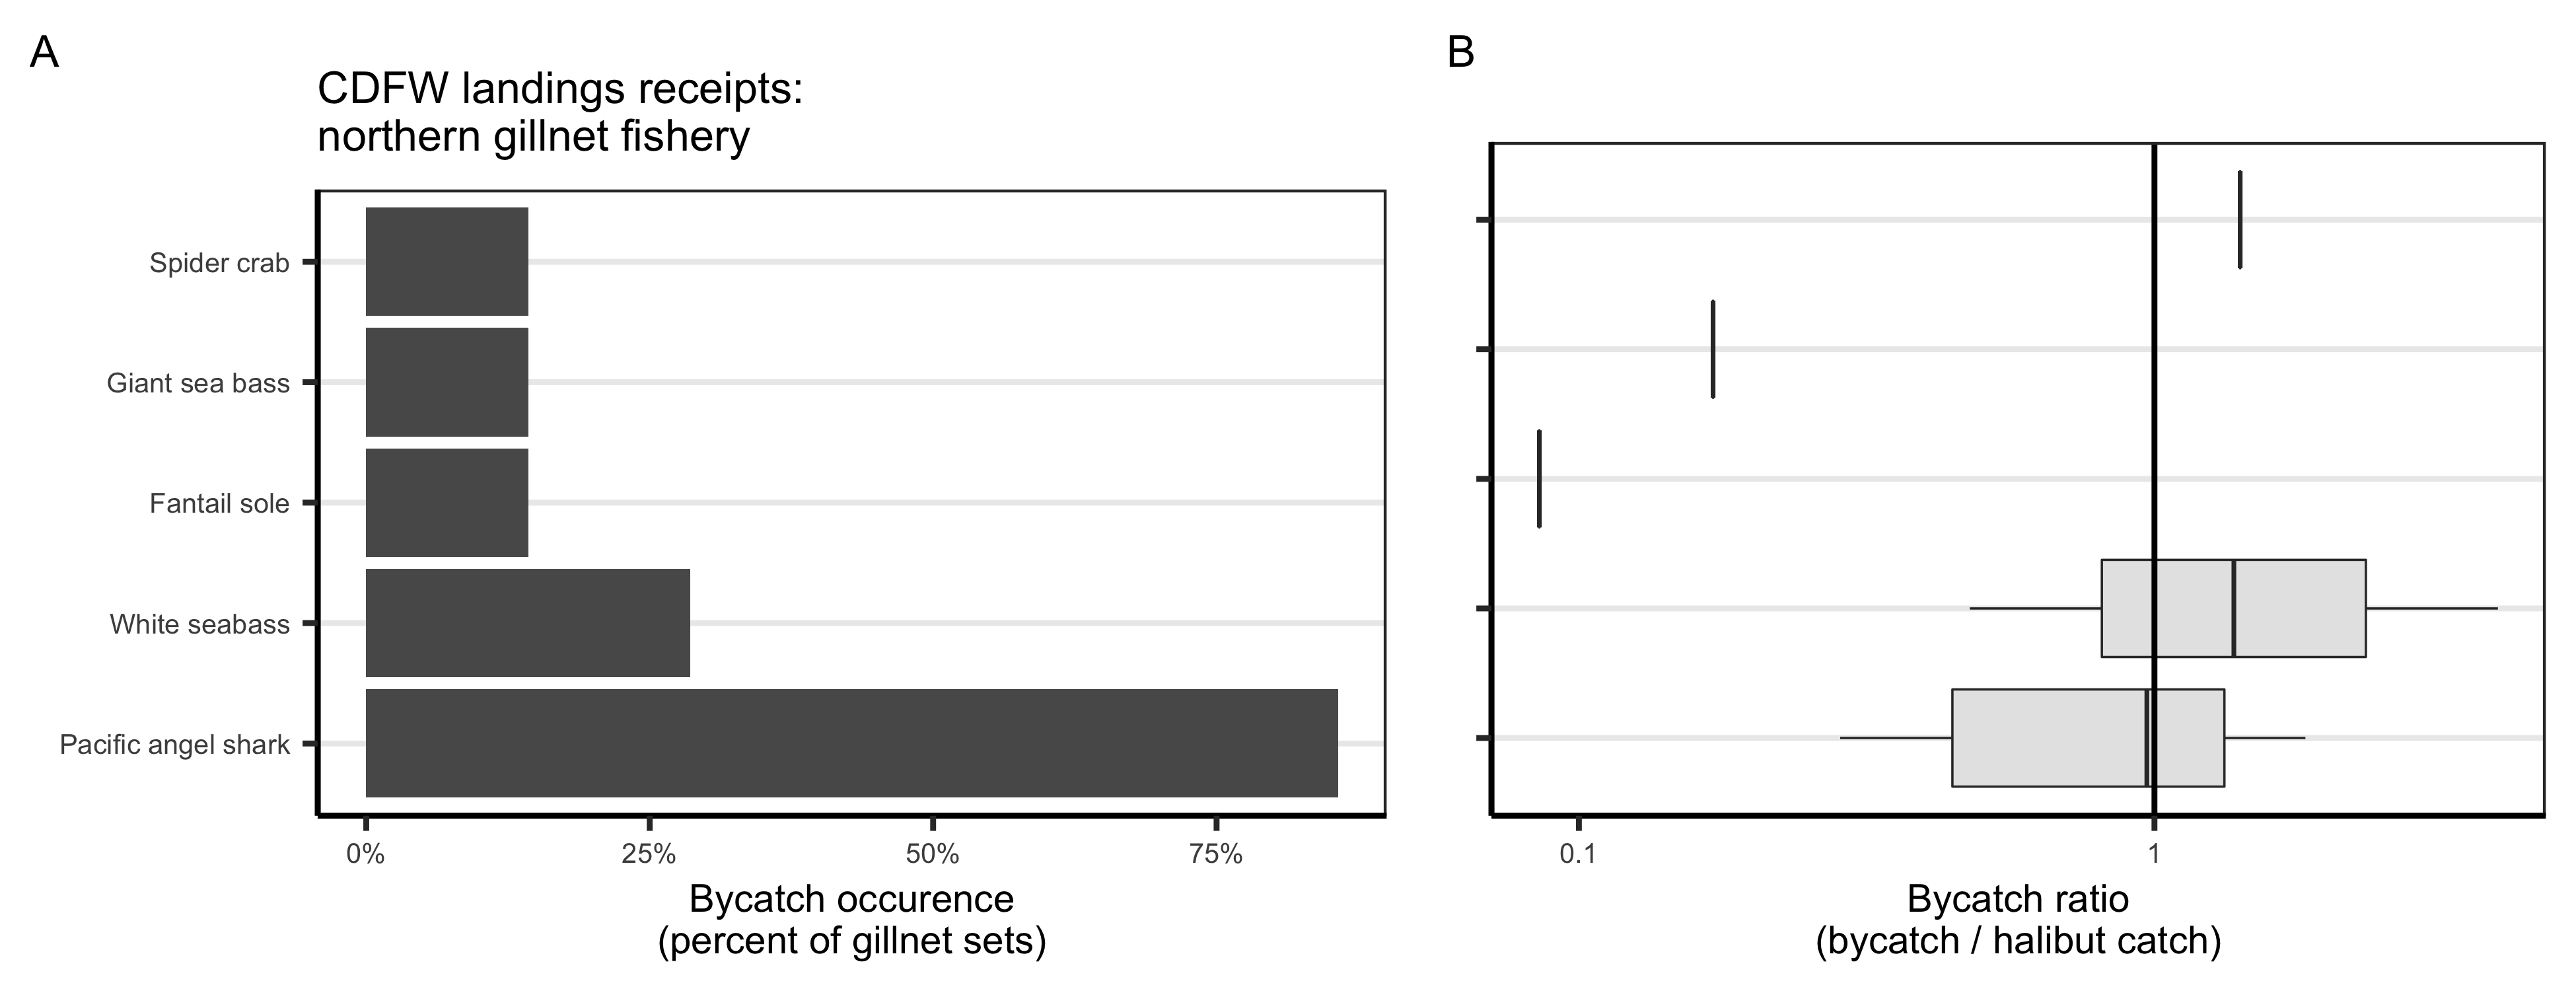 A
CDFW landings receipts:
northern gillnet fishery
Spider crab
Giant sea bass
Fantail sole
White seabass
Pacific angel shark
0% 25% 50% 75%
Bycatch occurence
(percent of gillnet sets)
B
0.1 1
Bycatch ratio
(bycatch / halibut catch)